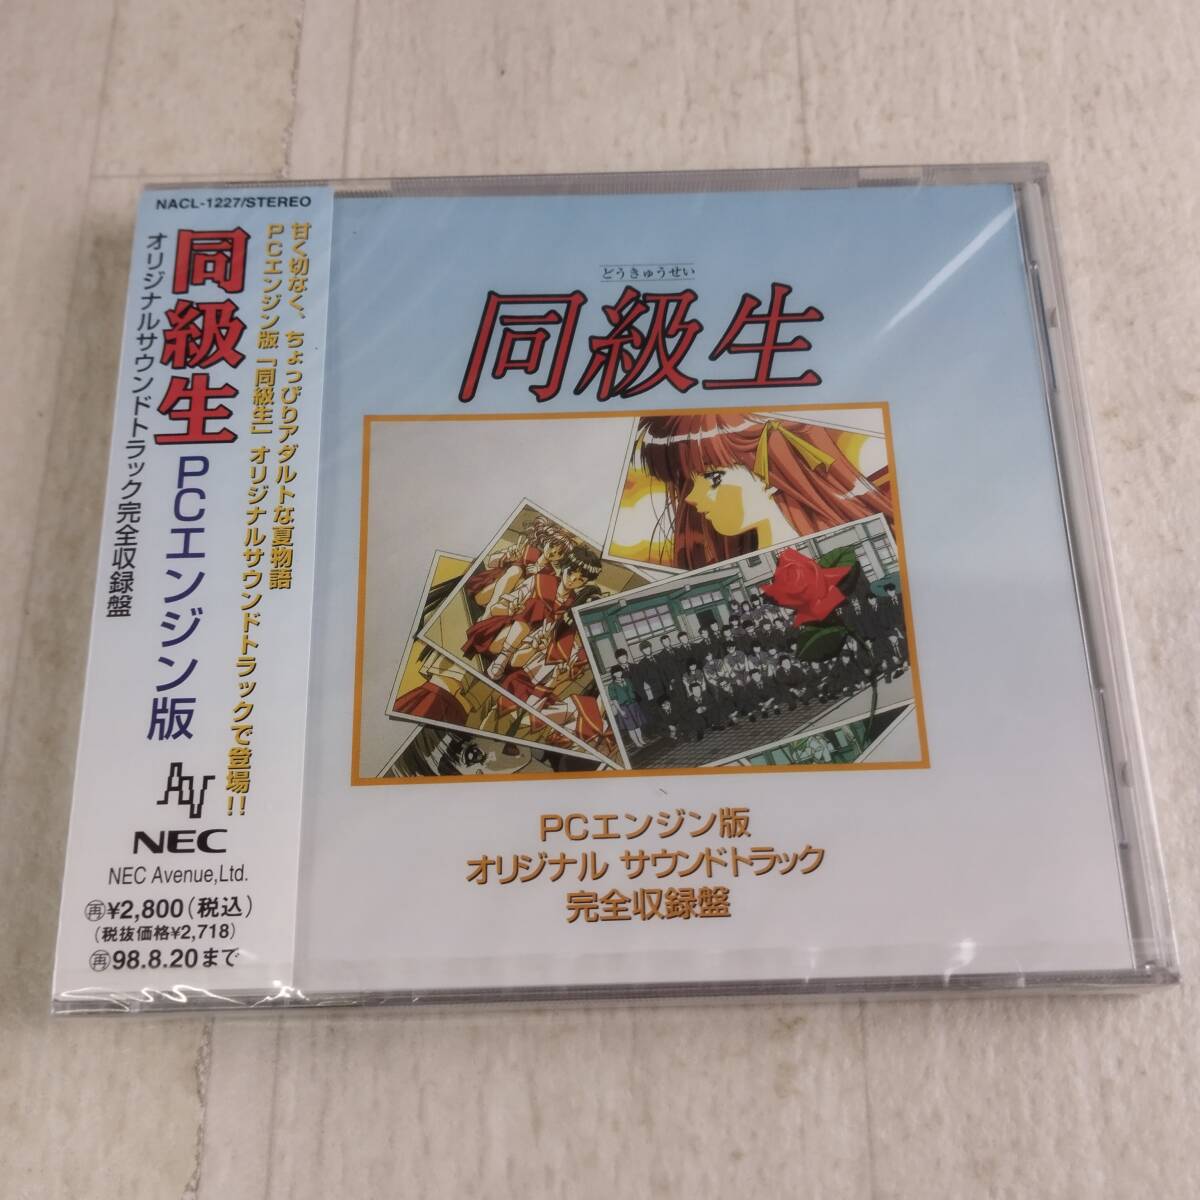 NACL-1227/STEREO
甘く切なく、ちょっぴりアダルトな夏物語
PCエンジン版「同級生」オリジナルサウンドトラックで登場!!
同級生PCエンジン版
オリジナルサウンドトラック完全収録盤
NEC
NEC Avenue,Ltd.
再¥2,800(税込)
(税抜価格¥2,718)
再98.8.20まで
どうきゅうせい
同級生
PCエンジン版
オリジナル サウンドトラック
完全収録盤